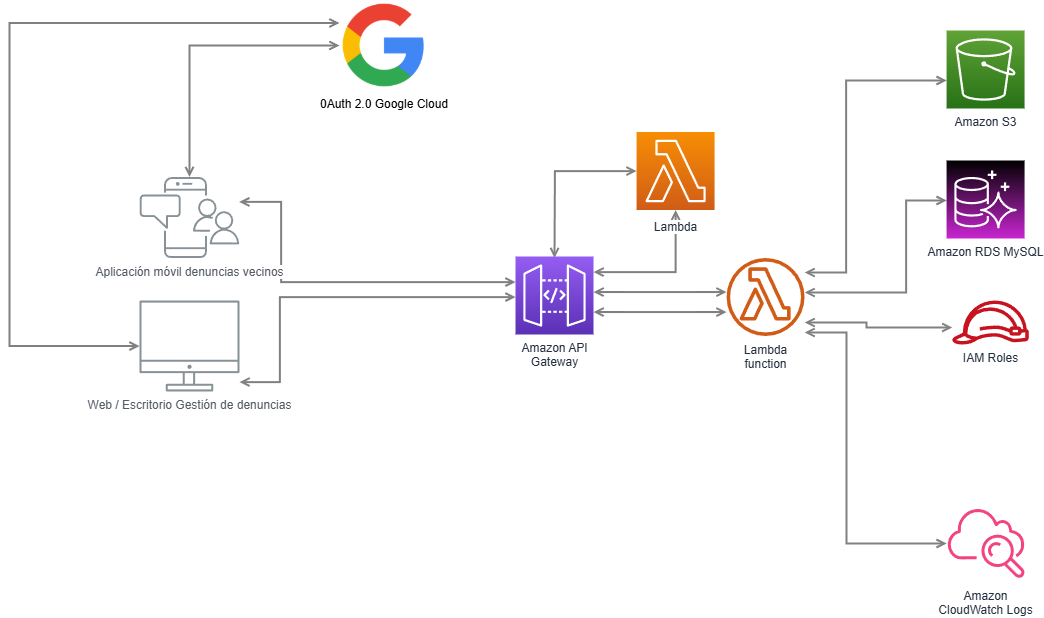 0Auth 2.0 Google Cloud
Amazon S3
Lambda
Amazon RDS MySQL
Aplicación móvil denuncias vecinos
</>
Amazon API
Gateway
Lambda
function
IAM Roles
Web / Escritorio Gestión de denuncias
Amazon
CloudWatch Logs